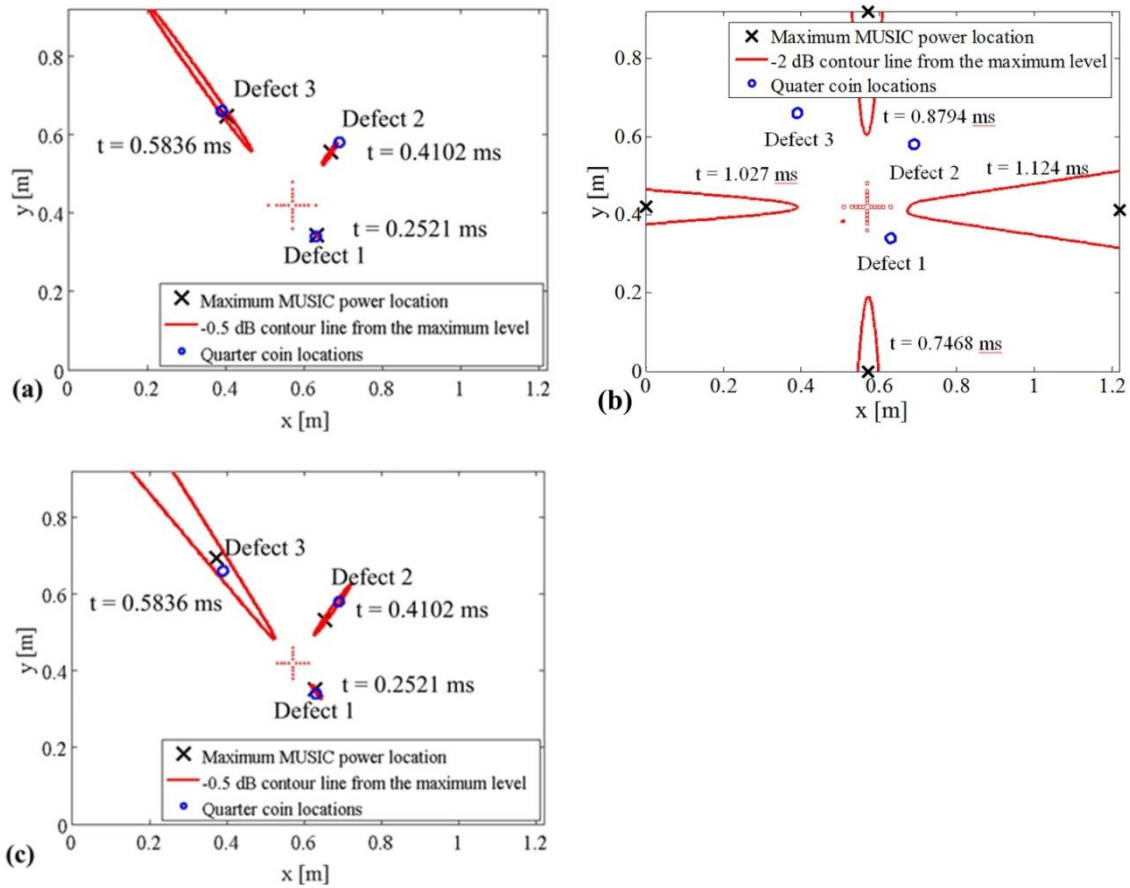 Defect 3
Defect 2
t = 0.5836 ms
t = 0.4102 ms
t = 0.2521 ms
Defect 1
Maximum MUSIC power location
-0.5 dB contour line from the maximum level
Quarter coin locations
y [m]
0.8
0.6
0.4
0.2
0
0
0.2
0.4
0.6
0.8
1
1.2
x [m]
(a)
Maximum MUSIC power location
-2 dB contour line from the maximum level
Quater coin locations
t = 0.8794 ms
Defect 3
Defect 2
t = 1.027 ms
t = 1.124 ms
Defect 1
t = 0.7468 ms
y [m]
0.8
0.6
0.4
0.2
0
0
0.2
0.4
0.6
0.8
1
1.2
x [m]
(b)
Defect 3
Defect 2
t = 0.5836 ms
t = 0.4102 ms
t = 0.2521 ms
Defect 1
Maximum MUSIC power location
-0.5 dB contour line from the maximum level
Quarter coin locations
y [m]
0.8
0.6
0.4
0.2
0
0
0.2
0.4
0.6
0.8
1
1.2
x [m]
(c)